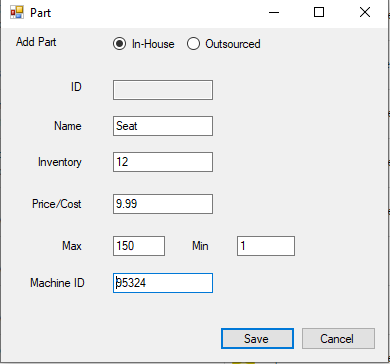 Part
Add Part In-House Outsourced
ID
Name Seat
Inventory 12
Price/Cost 9.99
Max 150 Min 1
Machine ID 95324
Save Cancel